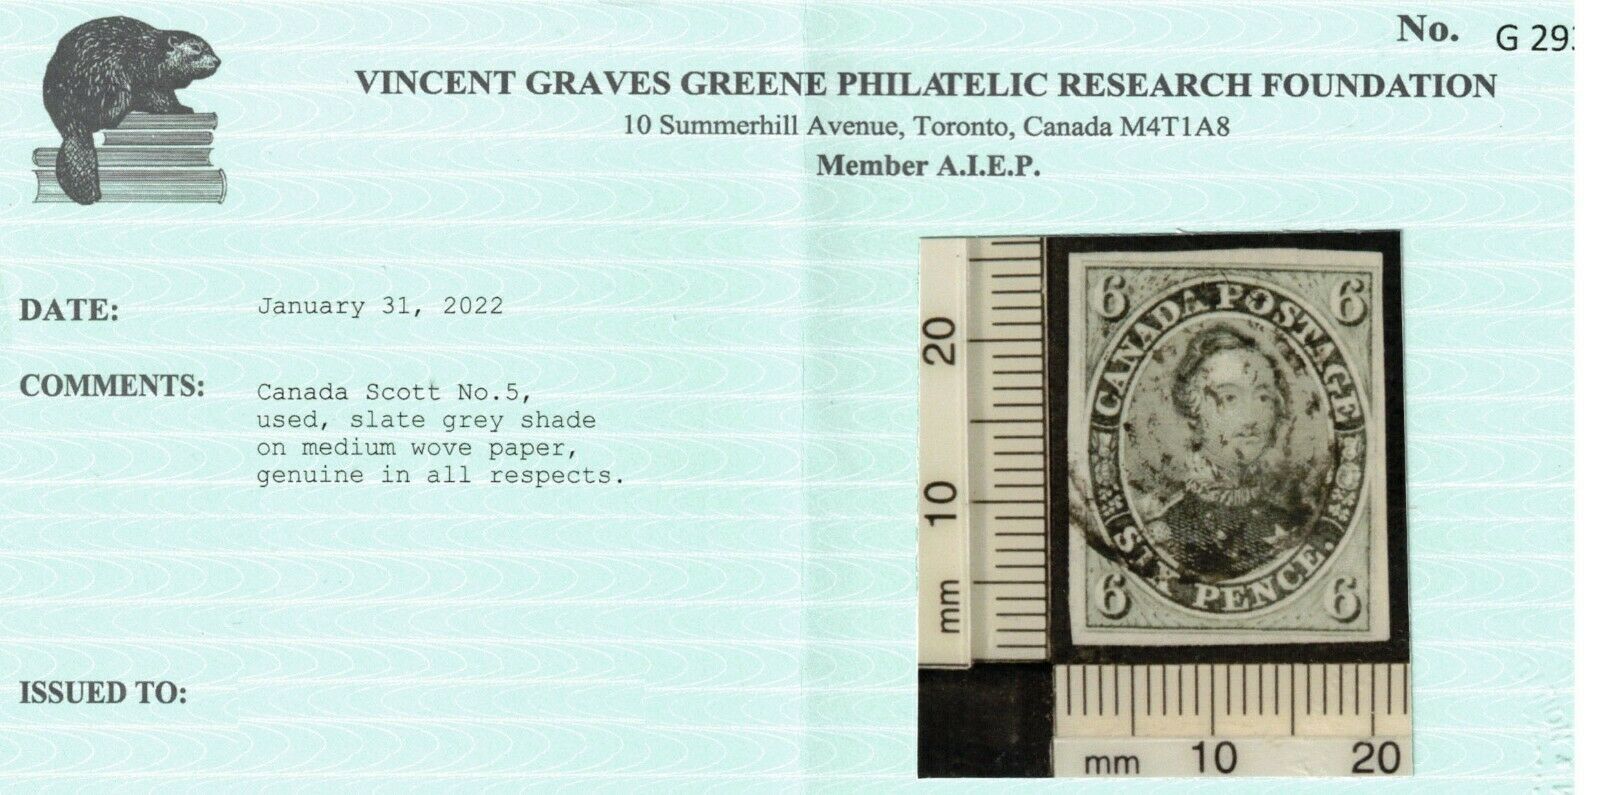 No. G 293
VINCENT GRAVES GREENE PHILATELIC RESEARCH FOUNDATION
10 Summerhill Avenue, Toronto, Canada M4T1A8
Member A.I.E.P.
DATE: January 31, 2022
COMMENTS: Canada Scott No.5,
used, slate grey shade
on medium wove paper,
genuine in all respects.
ISSUED TO:
20
10
mm
6 6
CANADA POSTAGE
SIX PENCE.
6 6
mm 10 20